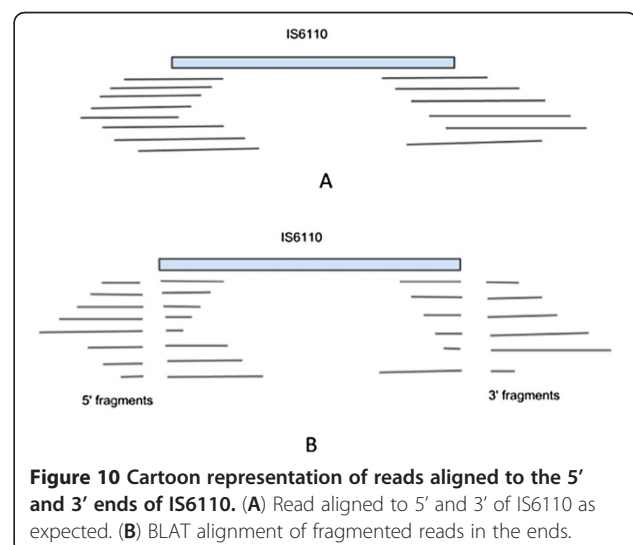 IS6110
A
IS6110
5' fragments
3' fragments
B
Figure 10 Cartoon representation of reads aligned to the 5′
and 3′ ends of IS6110. (A) Read aligned to 5′ and 3′ of IS6110 as
expected. (B) BLAT alignment of fragmented reads in the ends.